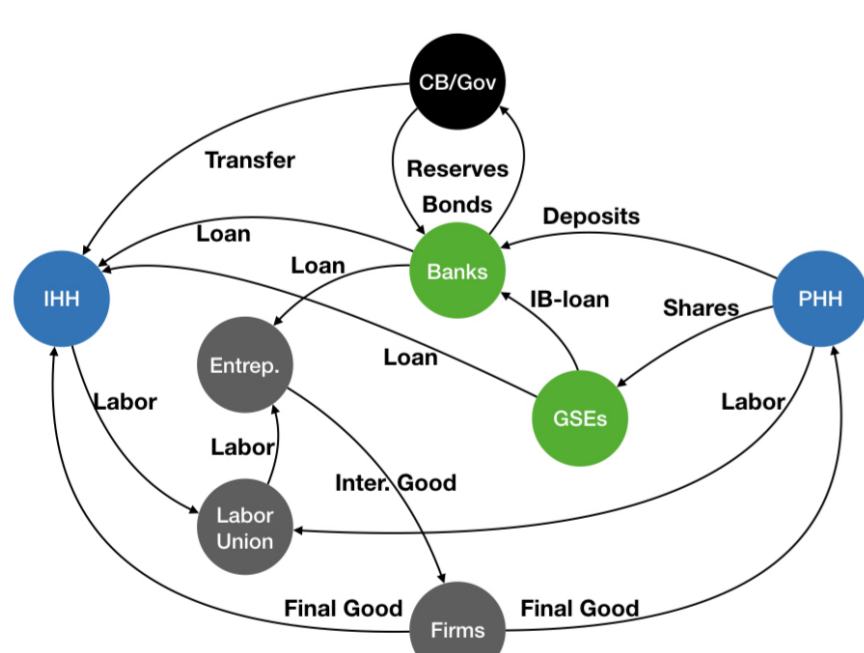 CB/Gov
Transfer
Reserves
Bonds
Deposits
Loan
Loan
Banks
IHH
IB-loan
Shares
PHH
Entrep.
Loan
Labor
GSEs
Labor
Labor
Inter. Good
Labor
Union
Final Good
Final Good
Firms